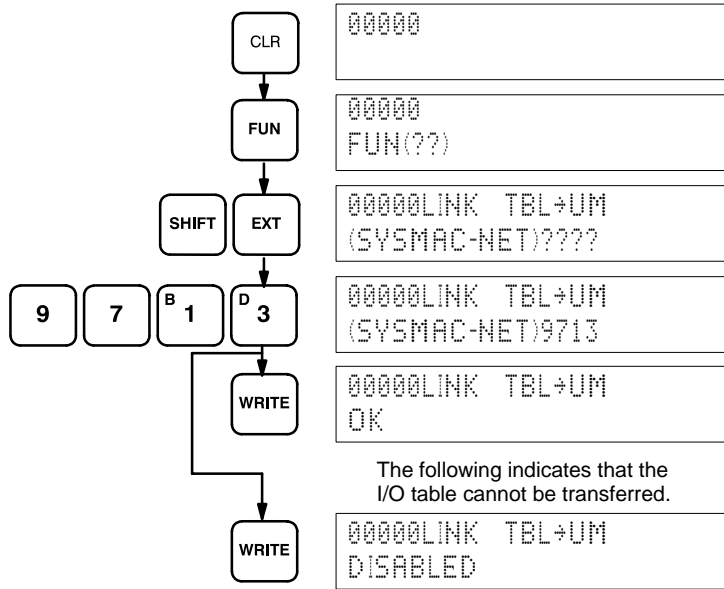 CLR
00000
FUN
00000
FUN(??)
SHIFT EXT
00000LINK TBL→UM
(SYSMAC-NET)????
9 7 B 1 D 3
00000LINK TBL→UM
(SYSMAC-NET)9713
WRITE
00000LINK TBL→UM
OK
The following indicates that the
I/O table cannot be transferred.
WRITE
00000LINK TBL→UM
DISABLED